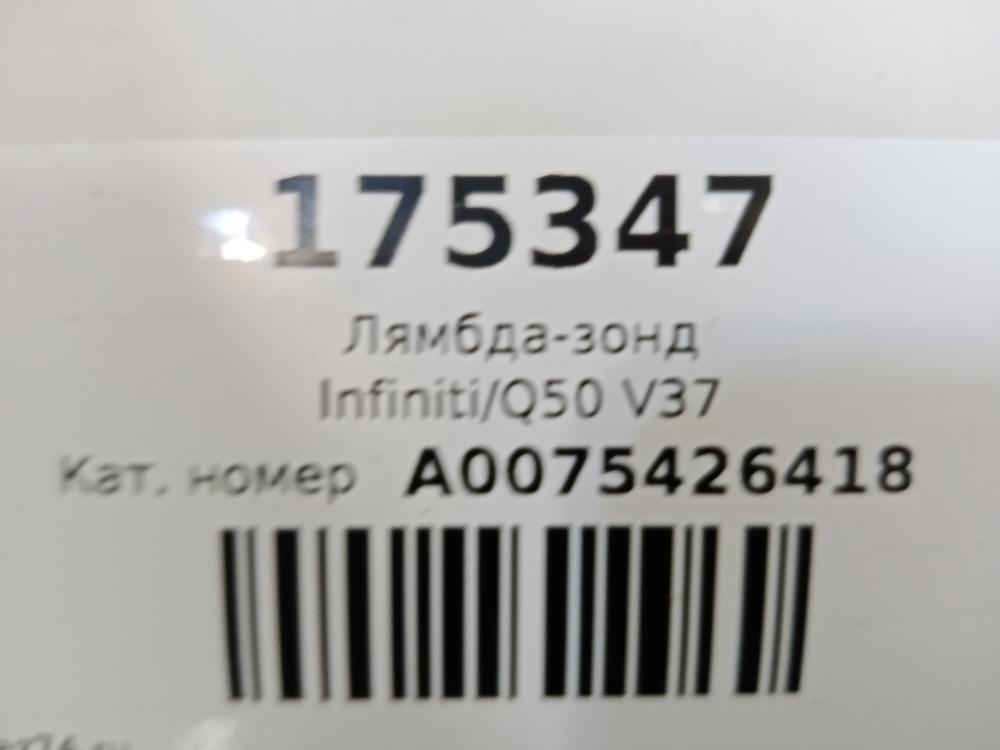 175347
Лямбда-зонд
Infiniti/Q50 V37
Кат. номер A0075426418